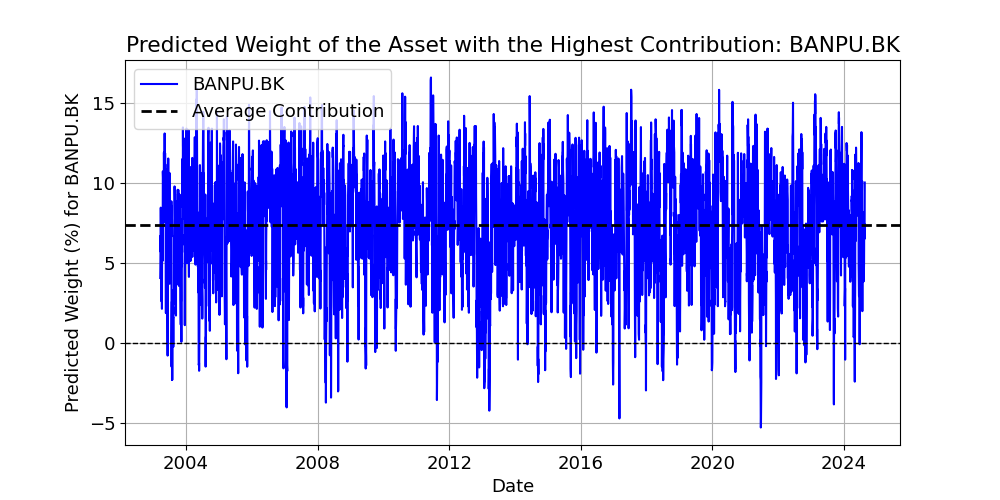 Predicted Weight of the Asset with the Highest Contribution: BANPU.BK
BANPU.BK
Average Contribution
Predicted Weight (%) for BANPU.BK
15
10
5
0
−5
2004 2008 2012 2016 2020 2024
Date